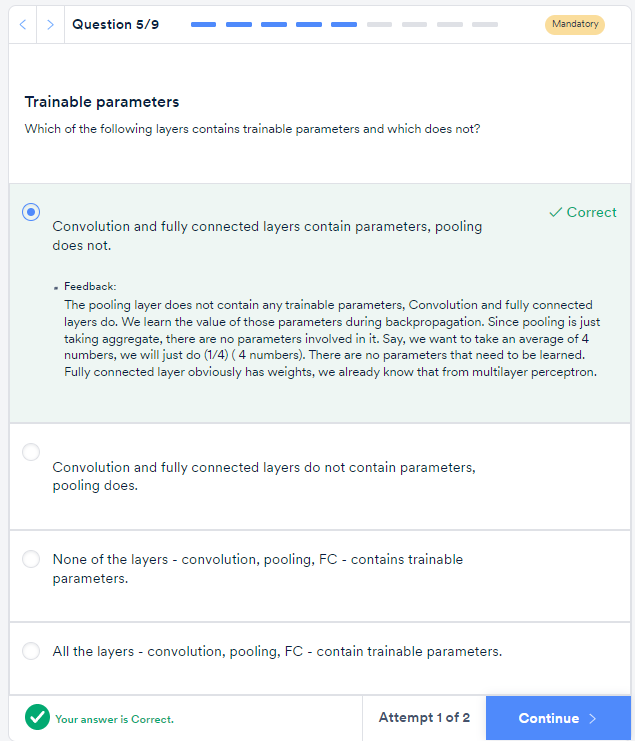 Question 5/9
Mandatory
Trainable parameters
Which of the following layers contains trainable parameters and which does not?
Correct
Convolution and fully connected layers contain parameters, pooling
does not.
Feedback:
The pooling layer does not contain any trainable parameters, Convolution and fully connected
layers do. We learn the value of those parameters during backpropagation. Since pooling is just
taking aggregate, there are no parameters involved in it. Say, we want to take an average of 4
numbers, we will just do (1/4) ( 4 numbers). There are no parameters that need to be learned.
Fully connected layer obviously has weights, we already know that from multilayer perceptron.
Convolution and fully connected layers do not contain parameters,
pooling does.
None of the layers - convolution, pooling, FC - contains trainable
parameters.
All the layers - convolution, pooling, FC - contain trainable parameters.
Your answer is Correct.
Attempt 1 of 2
Continue